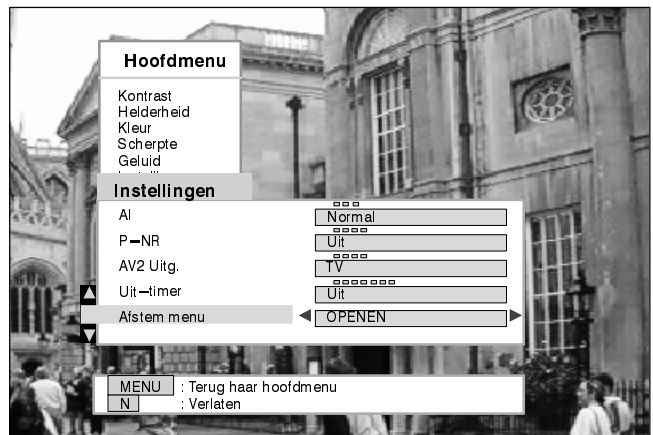 Hoofdmenu
Kontrast
Helderheid
Kleur
Scherpte
Geluid
Instellingen
AI
Normal
P-NR
Uit
AV2 Uitg.
TV
Uit-timer
Uit
Afstem menu
OPENEN
MENU : Terug haar hoofdmenu
N : Verlaten